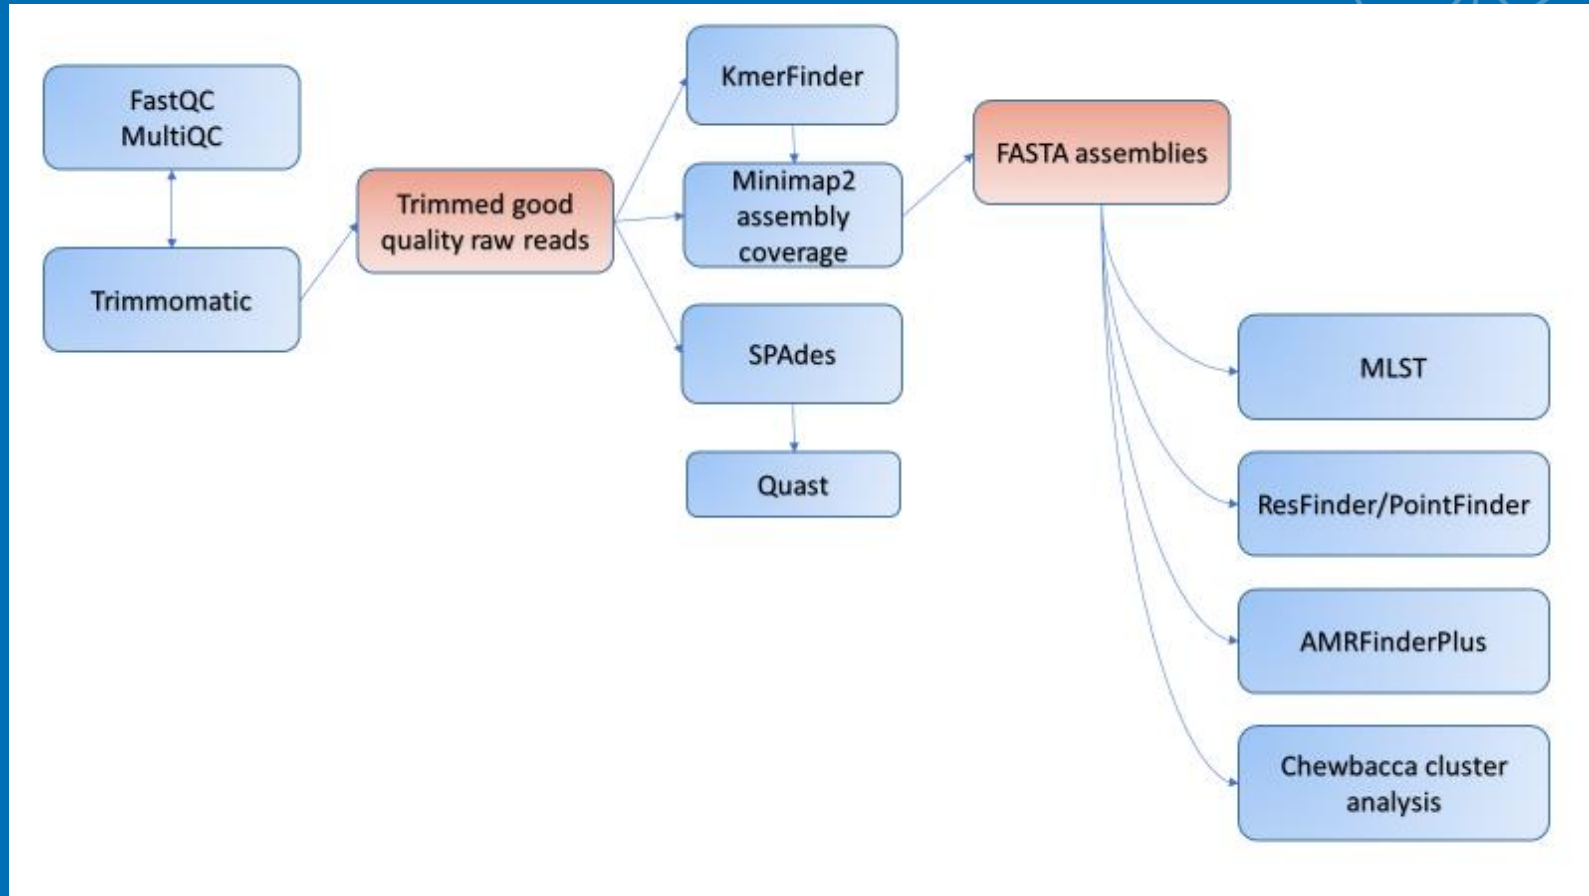 FastQC
MultiQC
Trimmomatic
Trimmed good
quality raw reads
KmerFinder
Minimap2
assembly
coverage
SPAdes
Quast
FASTA assemblies
MLST
ResFinder/PointFinder
AMRFinderPlus
Chewbacca cluster
analysis